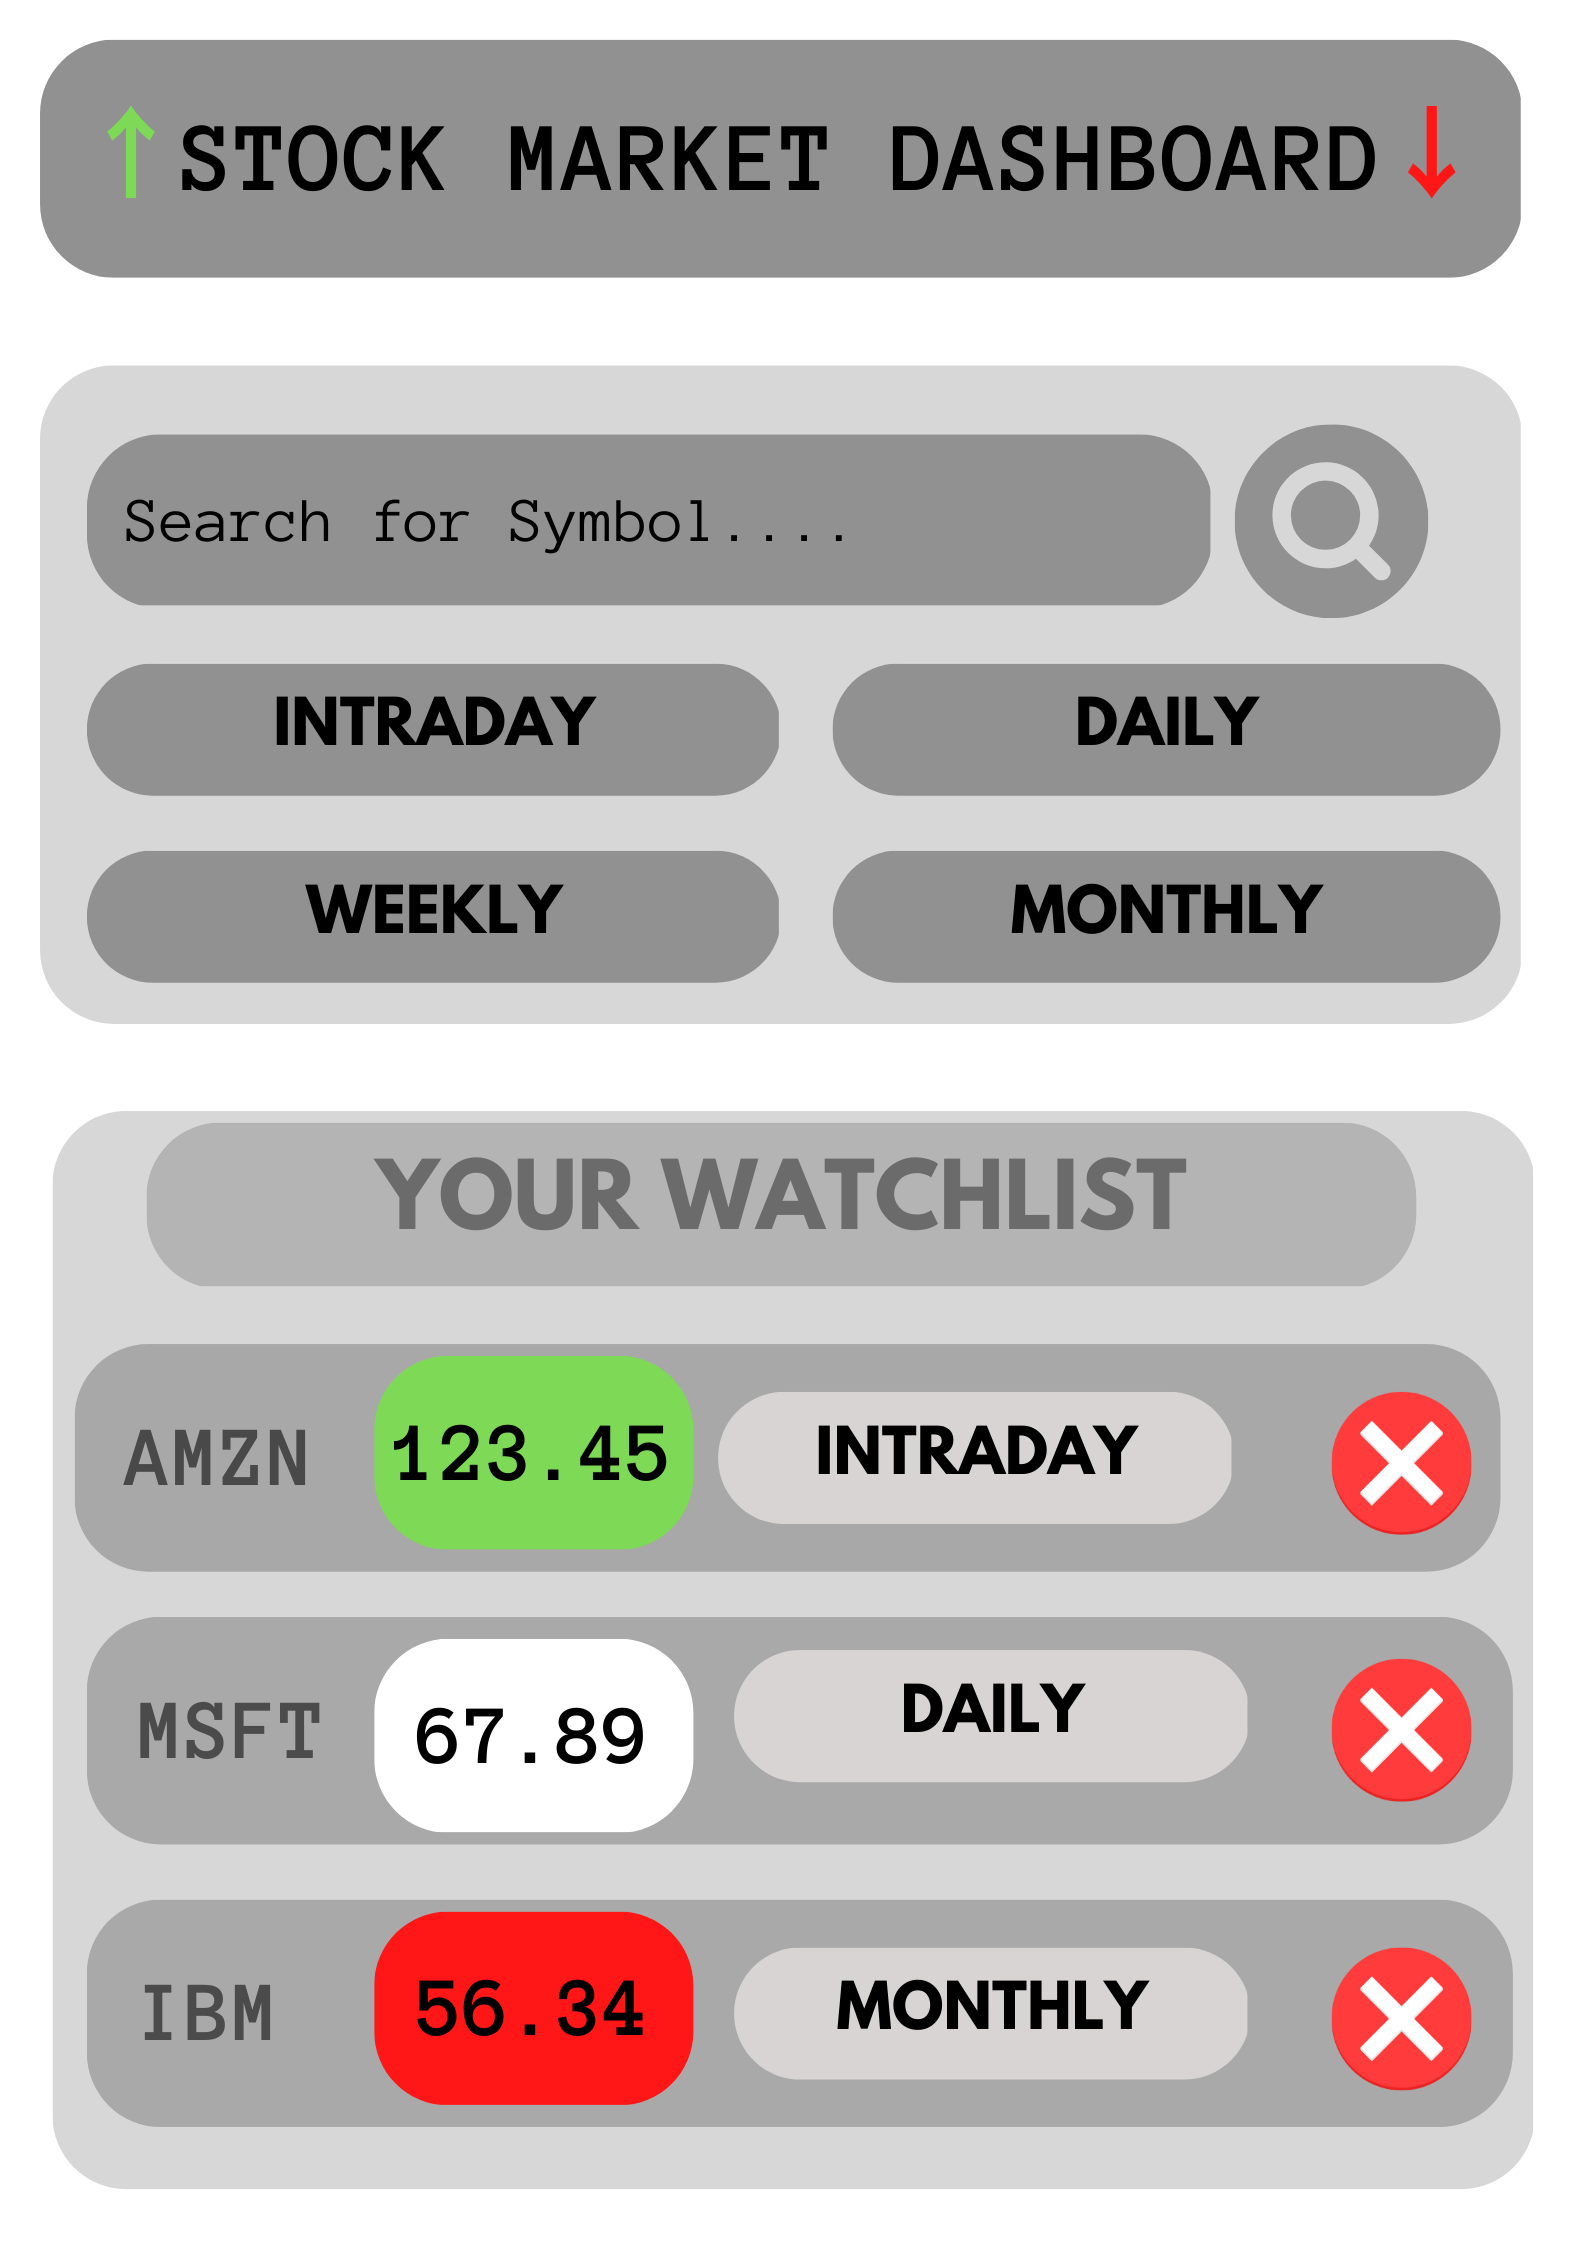 ↑STOCK MARKET DASHBOARD↓
Search for Symbol....
INTRADAY
DAILY
WEEKLY
MONTHLY
YOUR WATCHLIST
AMZN 123.45 INTRADAY
MSFT 67.89 DAILY
IBM 56.34 MONTHLY